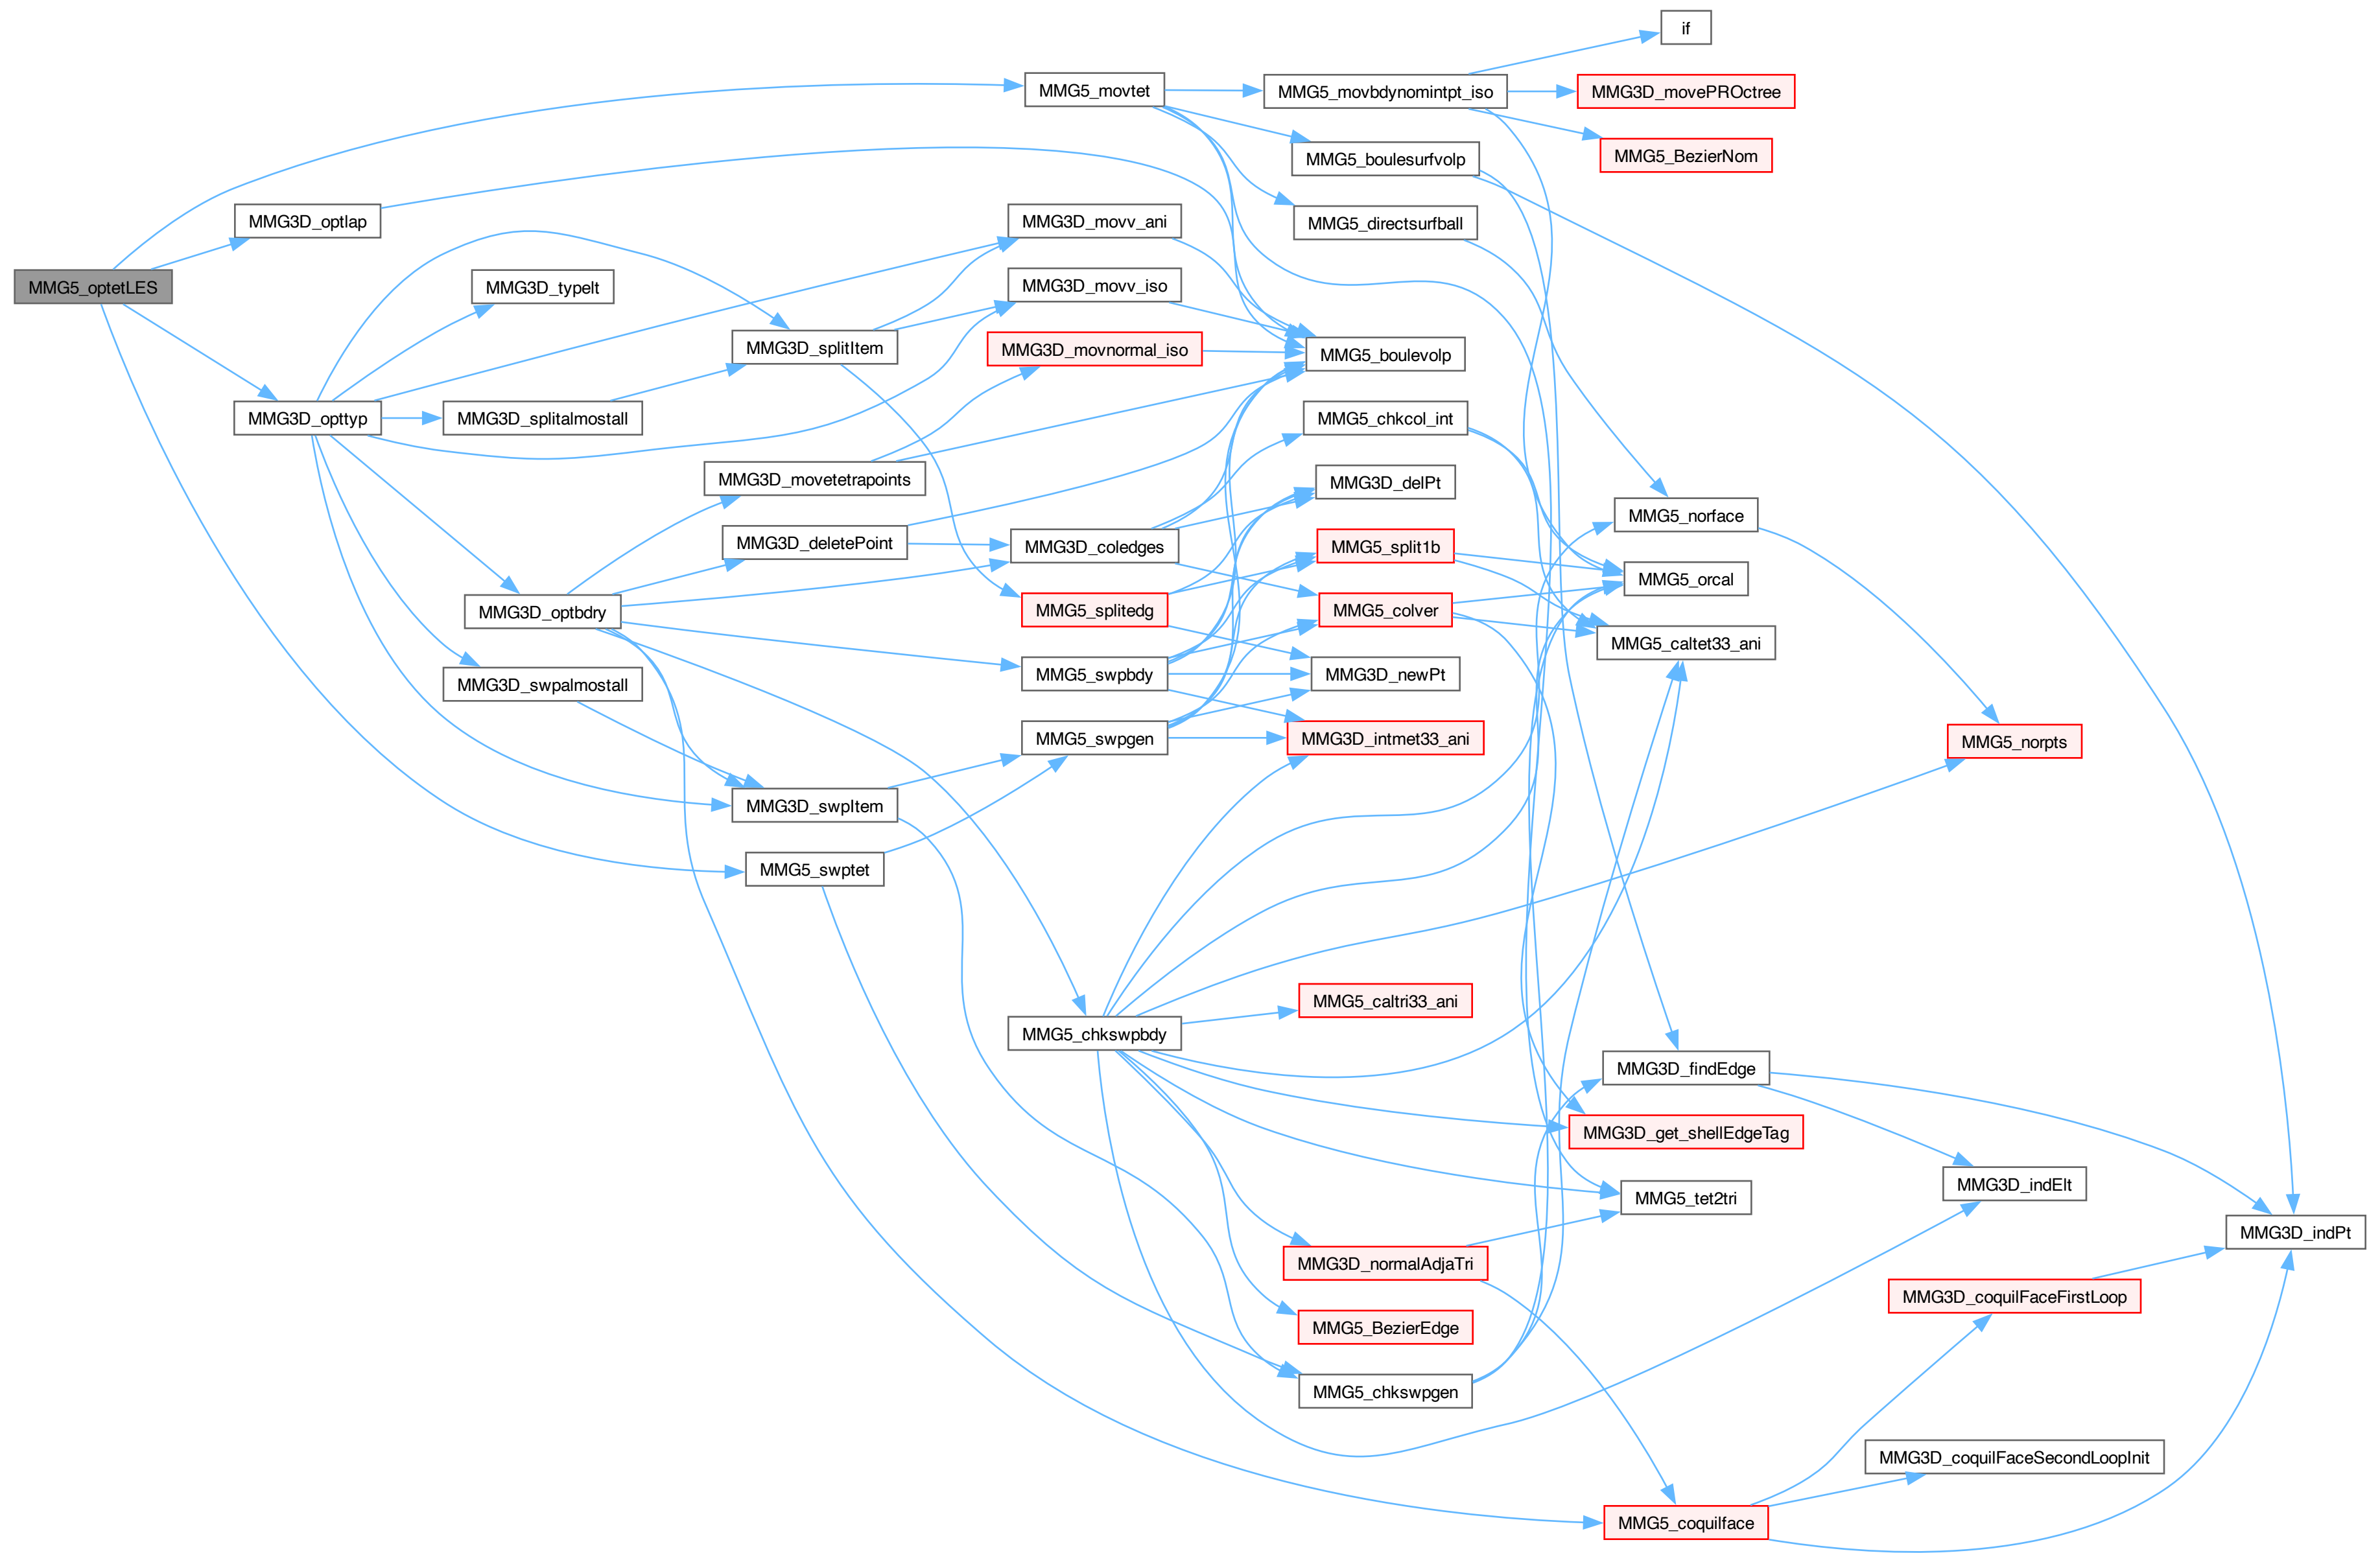 MMG5_optetLES
MMG3D_optlap
MMG3D_opttyp
MMG3D_typelt
MMG3D_splitalmostall
MMG3D_optbdry
MMG3D_swpalmostall
MMG3D_splitItem
MMG3D_movetetrapoints
MMG3D_deletePoint
MMG3D_swpItem
MMG5_swptet
MMG5_movtet
MMG3D_movv_ani
MMG3D_movv_iso
MMG3D_movnormal_iso
MMG3D_coledges
MMG5_splitedg
MMG5_swpbdy
MMG5_swpgen
MMG5_chkswpbdy
MMG5_movbdynomintpt_iso
MMG5_boulesurfvolp
MMG5_directsurfball
MMG5_boulevolp
MMG5_chkcol_int
MMG3D_delPt
MMG5_split1b
MMG5_colver
MMG3D_newPt
MMG3D_intmet33_ani
MMG5_caltri33_ani
MMG3D_normalAdjaTri
MMG5_BezierEdge
MMG5_chkswpgen
if
MMG3D_movePROctree
MMG5_BezierNom
MMG5_norface
MMG5_orcal
MMG5_caltet33_ani
MMG3D_findEdge
MMG3D_get_shellEdgeTag
MMG5_tet2tri
MMG5_coquilface
MMG5_norpts
MMG3D_indElt
MMG3D_coquilFaceFirstLoop
MMG3D_coquilFaceSecondLoopInit
MMG3D_indPt